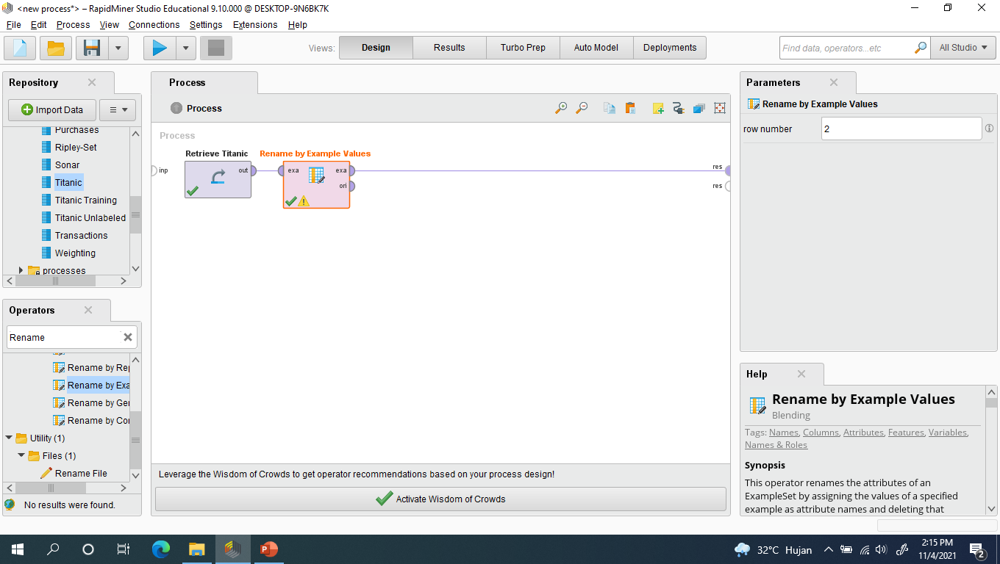 <new process*> – RapidMiner Studio Educational 9.10.000 @ DESKTOP-9N6BK7K
File Edit Process View Connections Settings Extensions Help
Views: Design Results Turbo Prep Auto Model Deployments
Find data, operators...etc
All Studio
Repository
Import Data
Purchases
Ripley-Set
Sonar
Titanic
Titanic Training
Titanic Unlabeled
Transactions
Weighting
processes
Operators
Rename
Rename by Rep
Rename by Exa
Rename by Ger
Rename by Cor
Utility (1)
Files (1)
Rename File
No results were found.
Process
Process
Process
Retrieve Titanic
Rename by Example Values
inp
out
exa
exa
ori
res
res
Leverage the Wisdom of Crowds to get operator recommendations based on your process design!
Activate Wisdom of Crowds
Parameters
Rename by Example Values
row number
2
Help
Rename by Example Values
Blending
Tags: Names, Columns, Attributes, Features, Variables,
Names & Roles
Synopsis
This operator renames the attributes of an
ExampleSet by assigning the values of a specified
example as attribute names and deleting that
32°C Hujan
2:15 PM
11/4/2021
2